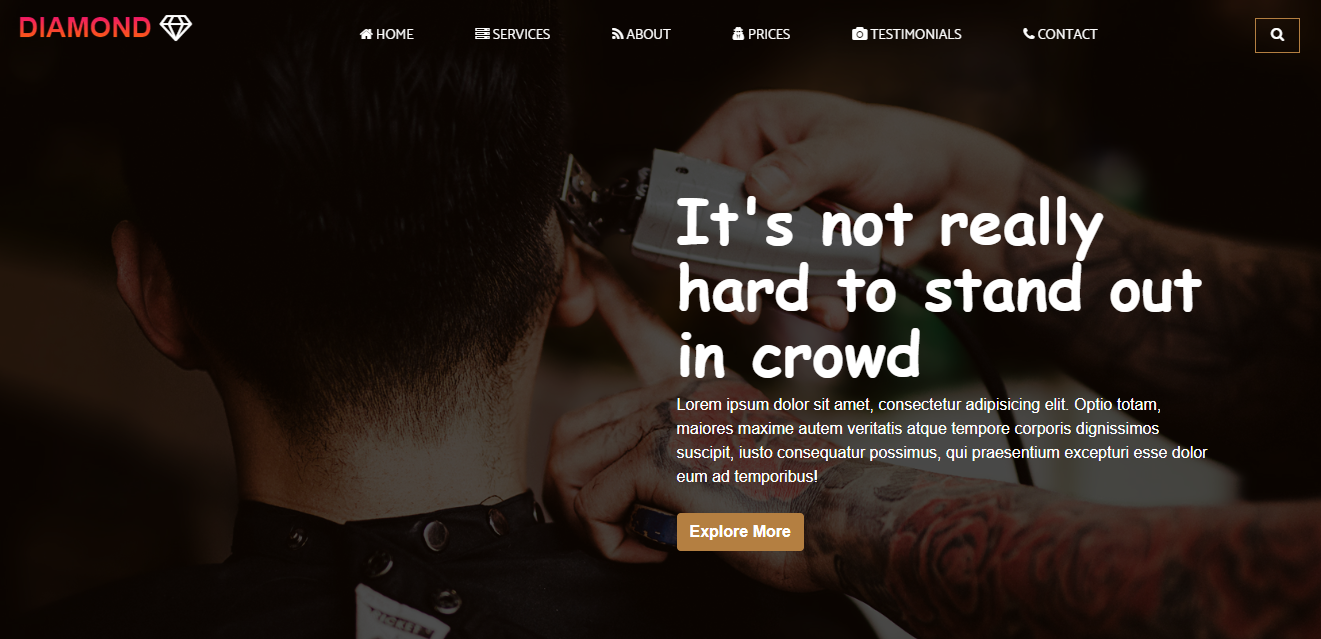 DIAMOND
HOME SERVICES ABOUT PRICES TESTIMONIALS CONTACT
It's not really
hard to stand out
in crowd
Lorem ipsum dolor sit amet, consectetur adipisicing elit. Optio totam,
maiores maxime autem veritatis atque tempore corporis dignissimos
suscipit, iusto consequatur possimus, qui praesentium excepturi esse dolor
eum ad temporibus!
Explore More